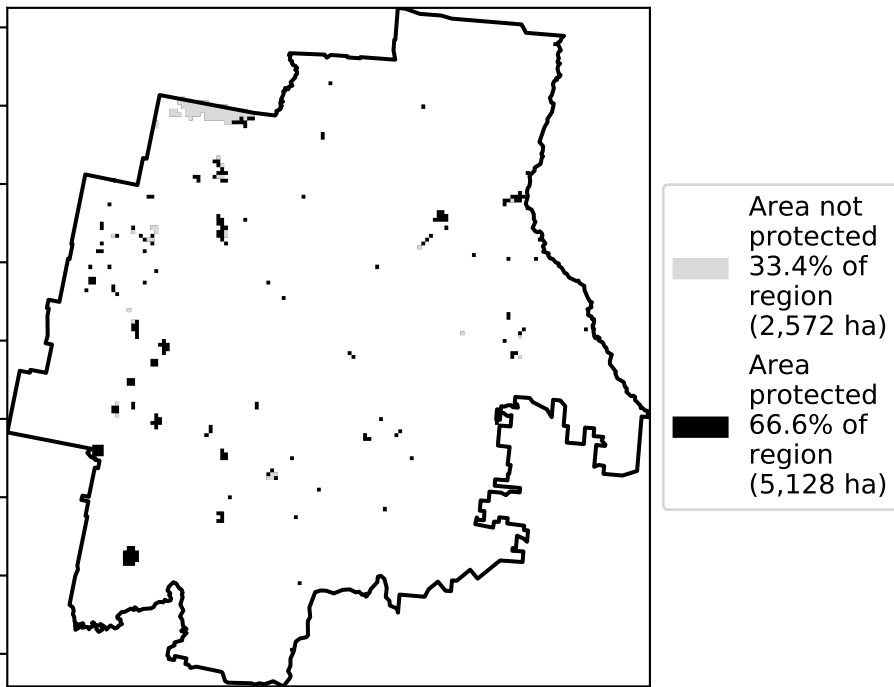 Area not
protected
33.4% of
region
(2,572 ha)
Area
protected
66.6% of
region
(5,128 ha)